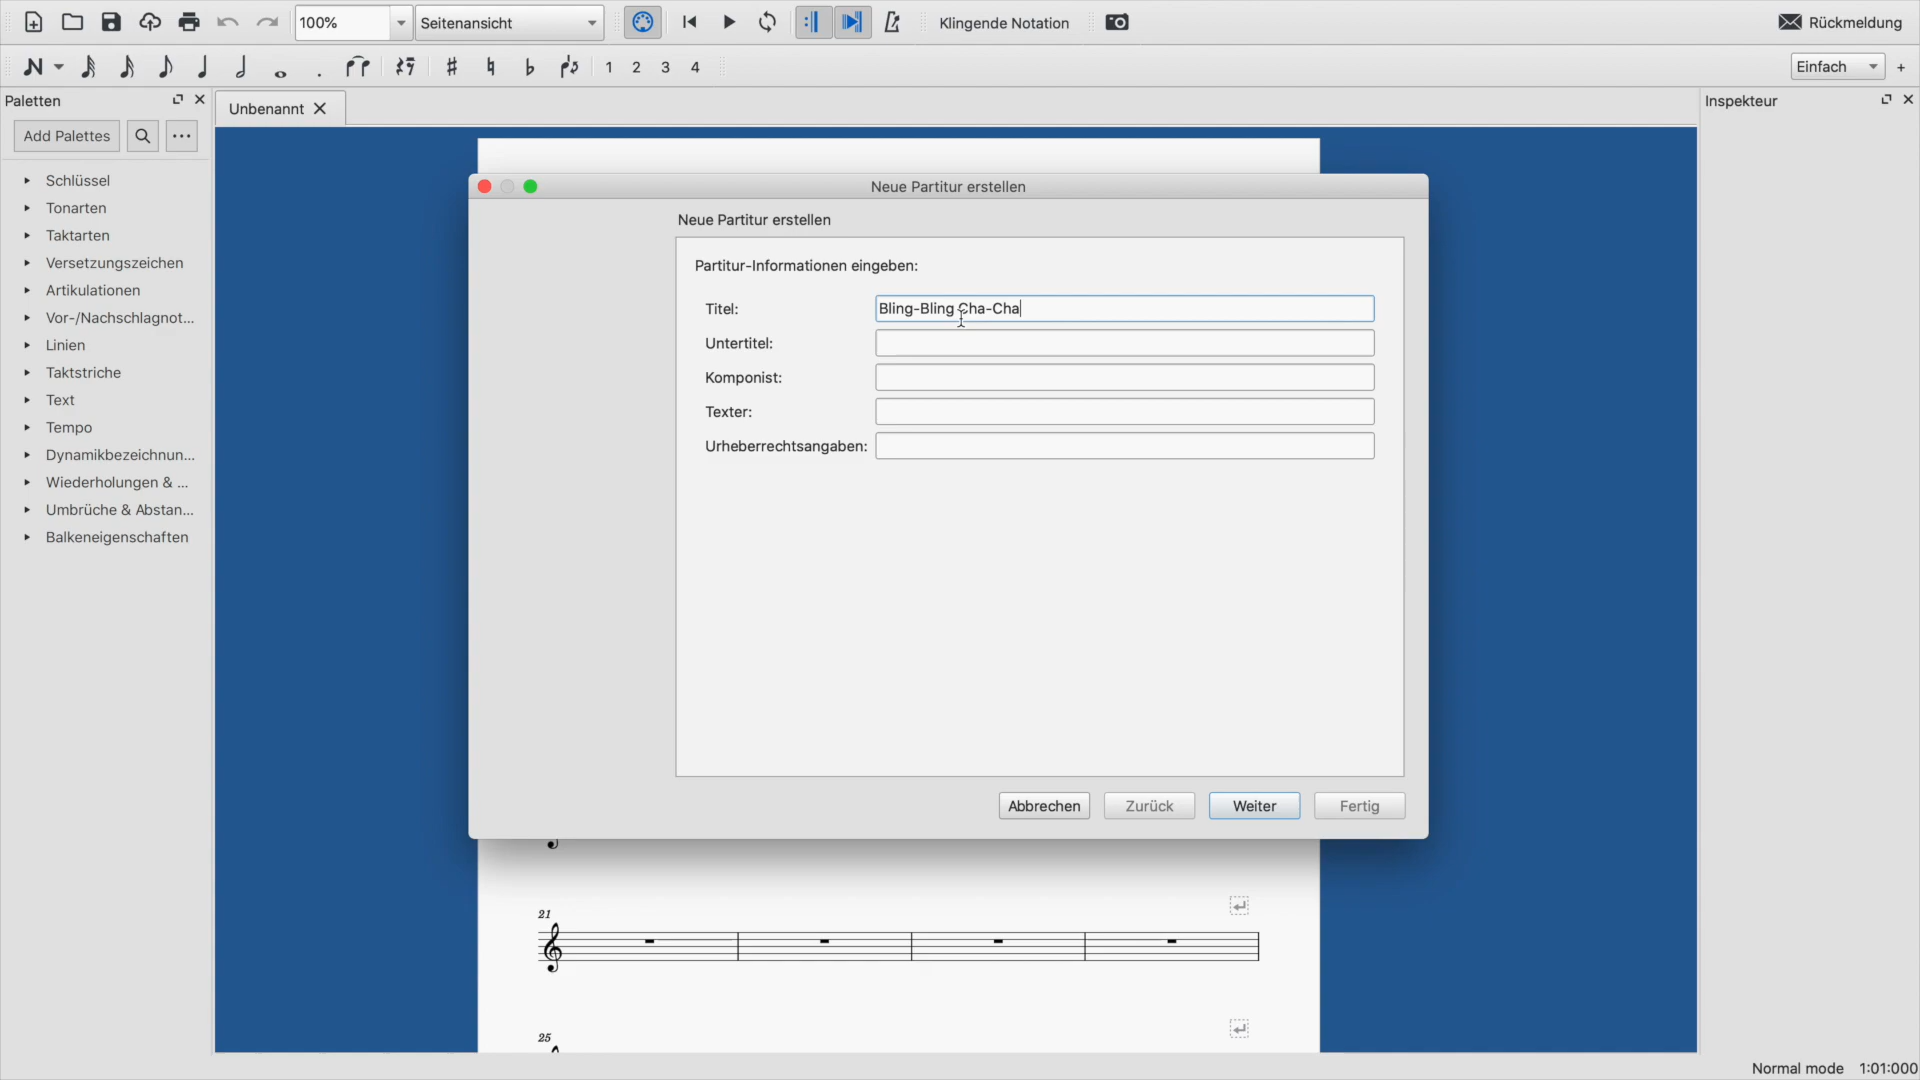 100%
Seitenansicht
Klingende Notation
Rückmeldung
1 2 3 4
Einfach
+
Paletten
Unbenannt
Inspekteur
Add Palettes
Schlüssel
Tonarten
Taktarten
Versetzungszeichen
Artikulationen
Vor-/Nachschlagnot...
Linien
Taktstriche
Text
Tempo
Dynamikbezeichnun...
Wiederholungen & ...
Umbrüche & Abstan...
Balkeneigenschaften
Neue Partitur erstellen
Neue Partitur erstellen
Partitur-Informationen eingeben:
Titel: Bling-Bling Cha-Cha
Untertitel:
Komponist:
Texter:
Urheberrechtsangaben:
Abbrechen Zurück Weiter Fertig
21
25
Normal mode 1:01:000